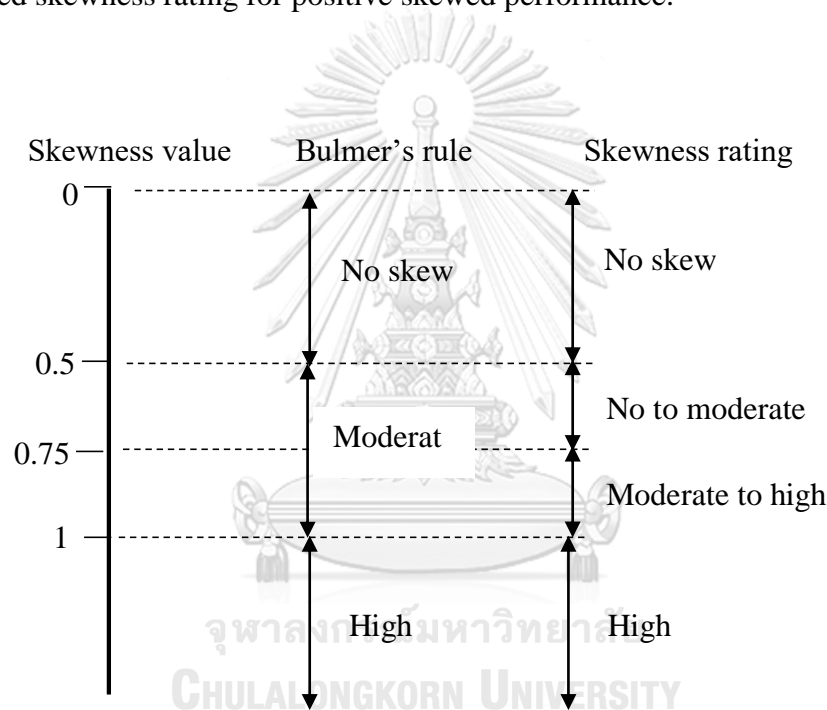 ed skewness rating for positive skewed performance.
Skewness value Bulmer's rule Skewness rating
0
No skew No skew
0.5
No to moderate
Moderat
0.75
Moderate to high
1
จุฬาลงกรณ์มหาวิทยาลัย
High High
CHULALONGKORN UNIVERSITY